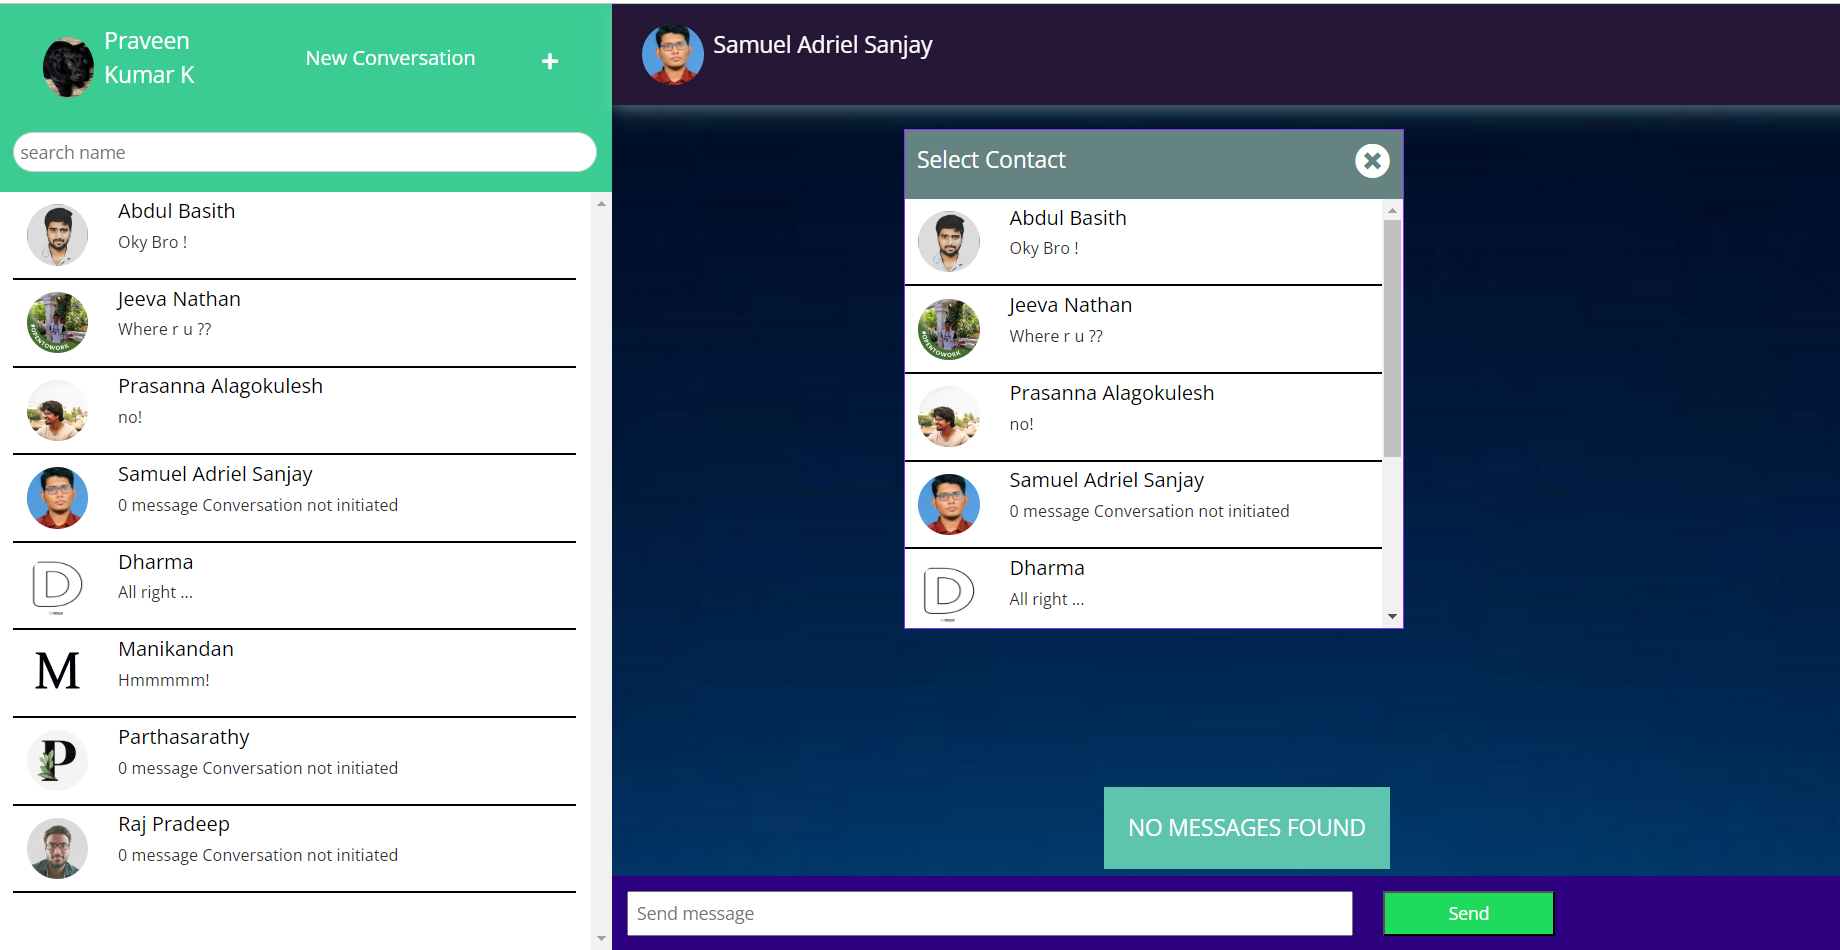 Praveen
Kumar K
New Conversation
+
search name
Abdul Basith
Oky Bro !
Jeeva Nathan
Where r u ??
#OPENTOWORK
Prasanna Alagokulesh
no!
Samuel Adriel Sanjay
0 message Conversation not initiated
D
Dharma
All right ...
M
Manikandan
Hmmmmm!
P
Parthasarathy
0 message Conversation not initiated
Raj Pradeep
0 message Conversation not initiated
Samuel Adriel Sanjay
Select Contact
Abdul Basith
Oky Bro !
Jeeva Nathan
Where r u ??
#OPENTOWORK
Prasanna Alagokulesh
no!
Samuel Adriel Sanjay
0 message Conversation not initiated
D
Dharma
All right ...
NO MESSAGES FOUND
Send message
Send